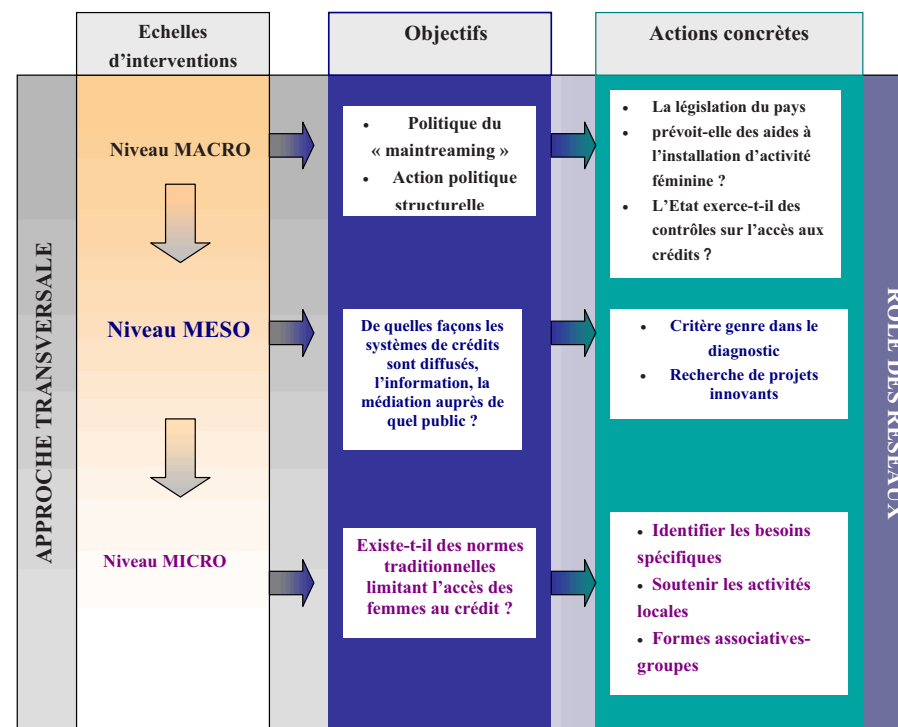 Echelles
d’interventions
Objectifs
Actions concrètes
APPROCHE TRANSVERSALE
Niveau MACRO
• Politique du
« maintreaming »
• Action politique
structurelle
• La législation du pays
• prévoit-elle des aides à
l’installation d’activité
féminine ?
• L’Etat exerce-t-il des
contrôles sur l’accès aux
crédits ?
Niveau MESO
De quelles façons les
systèmes de crédits
sont diffusés,
l’information, la
médiation auprès de
quel public ?
• Critère genre dans le
diagnostic
• Recherche de projets
innovants
Niveau MICRO
Existe-t-il des normes
traditionnelles
limitant l’accès des
femmes au crédit ?
• Identifier les besoins
spécifiques
• Soutenir les activités
locales
• Formes associatives-
groupes
ROLE DES RESEAUX